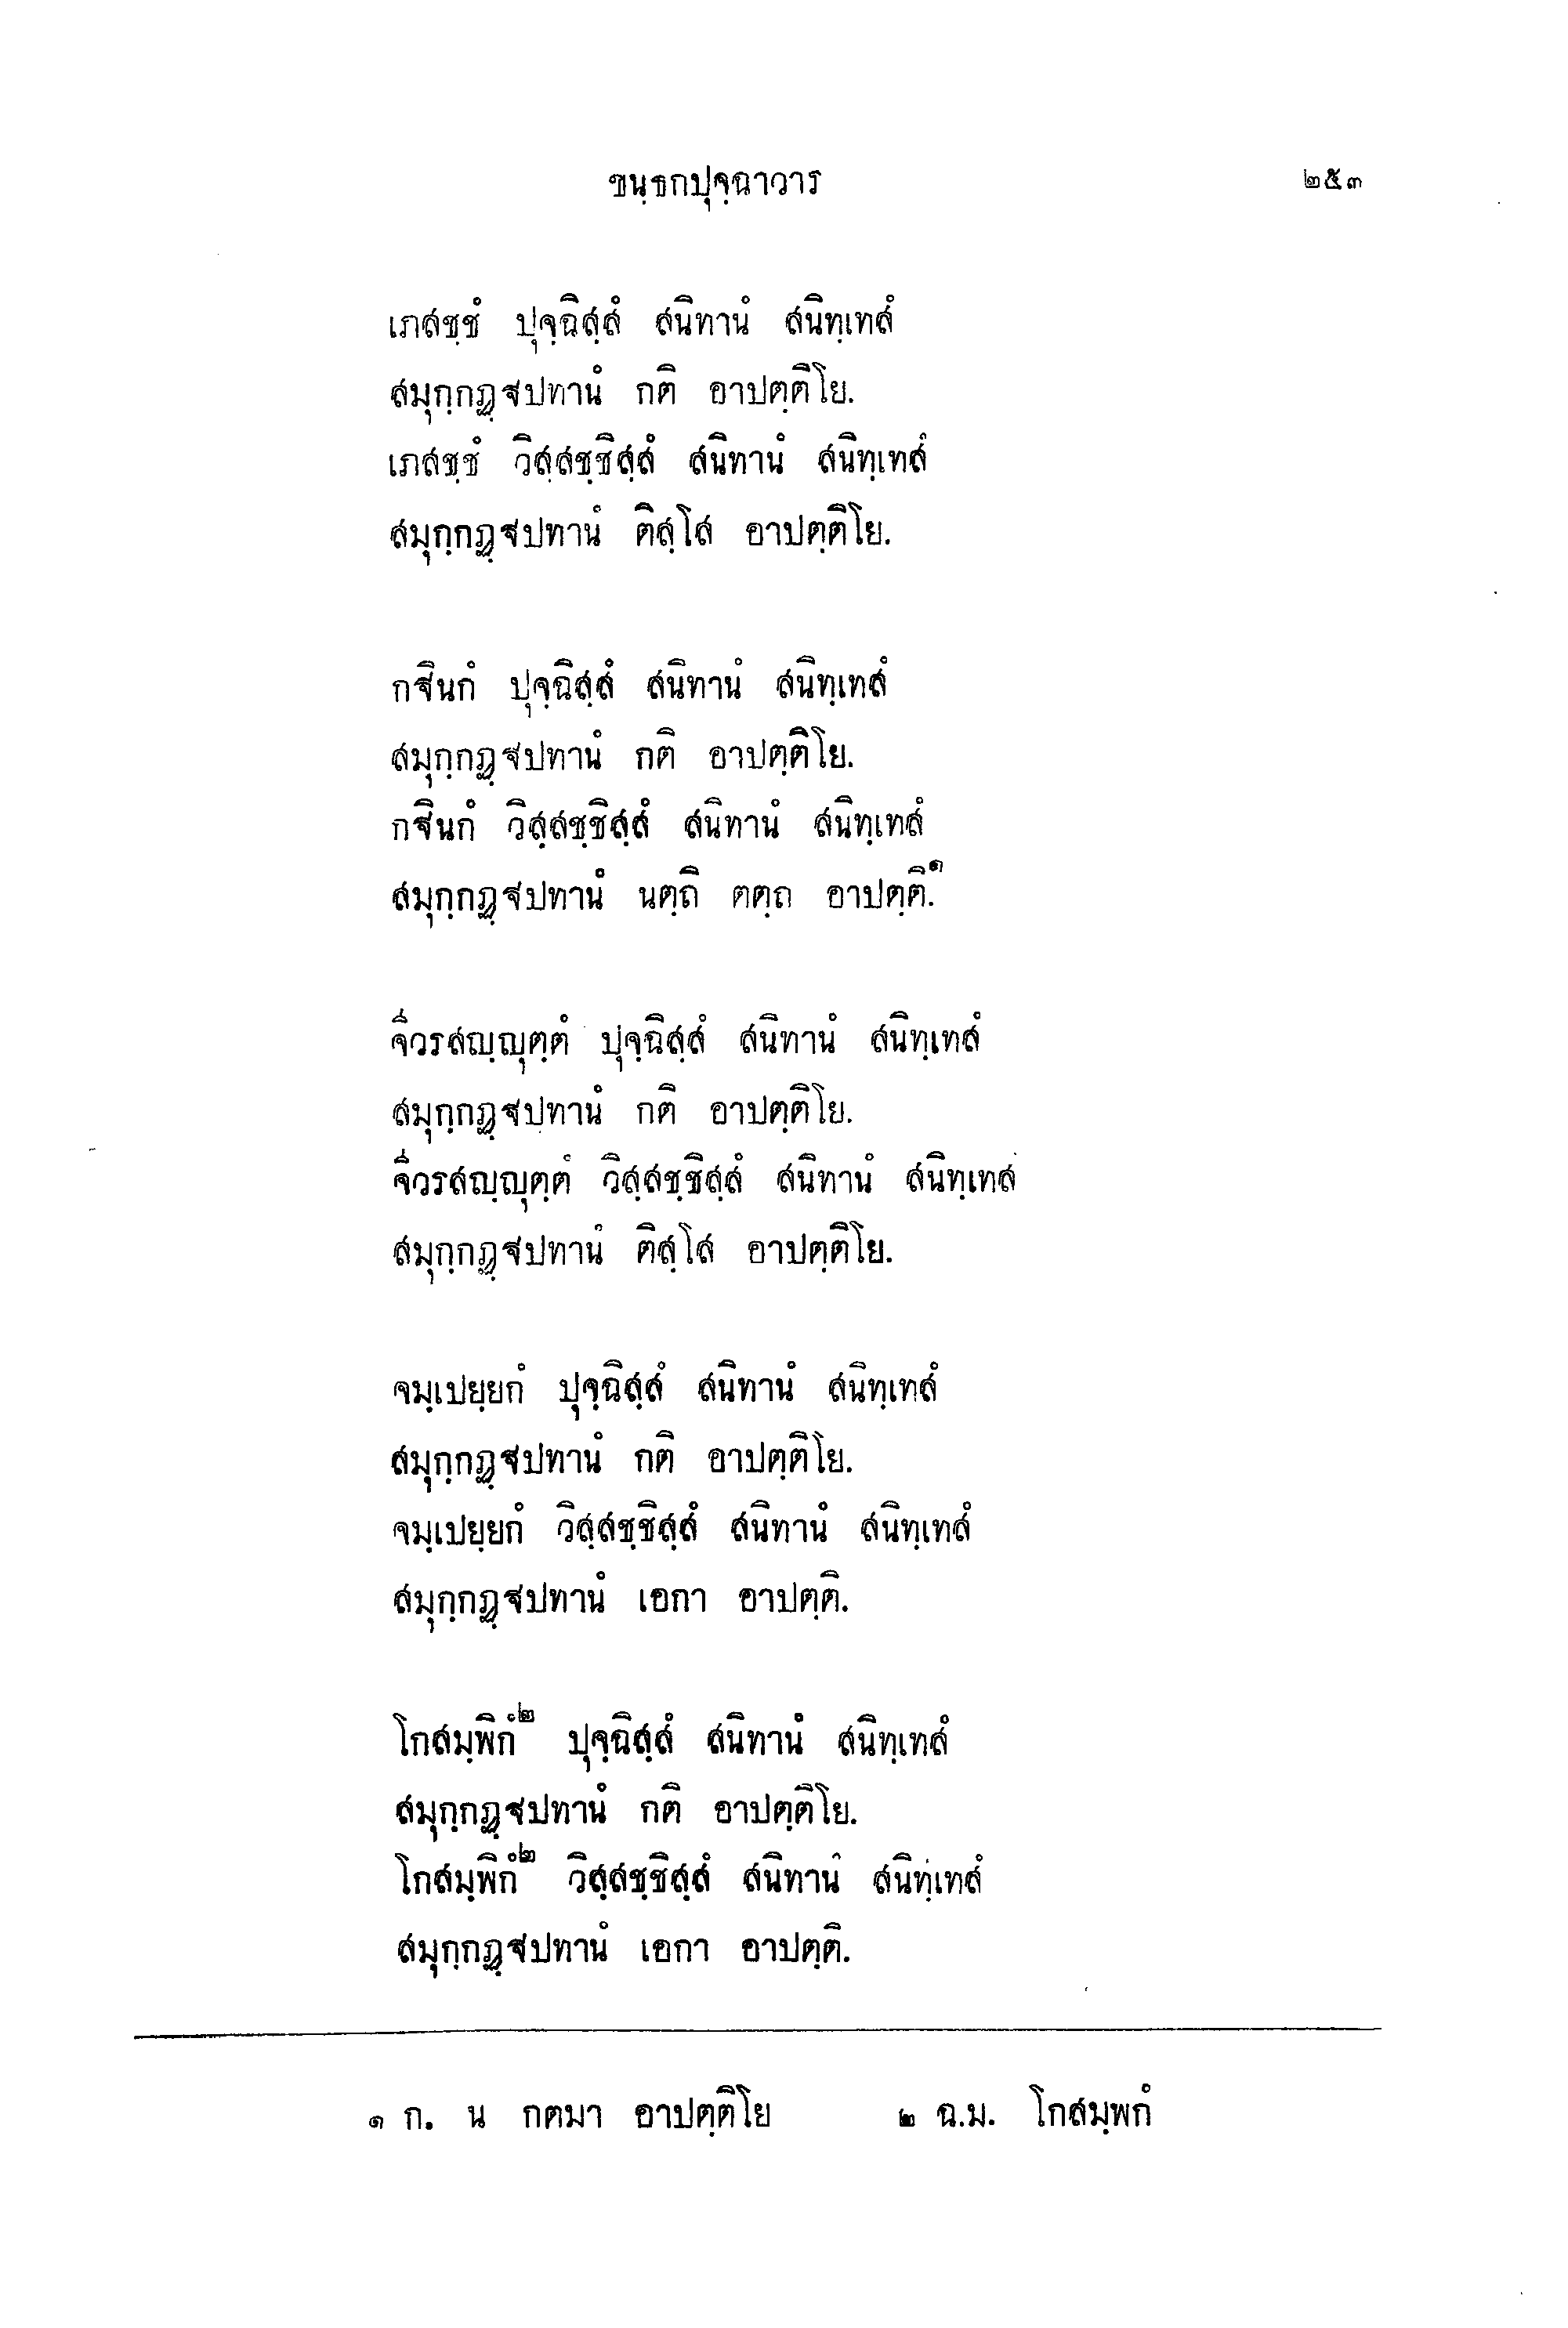 ขนฺธกปุจฺฉาวาร ๒๕๓
เภสชฺชํ ปุจฺฉิสฺสํ สนิทานํ สนิทฺเทสํ
สมุกฺกฏฺฐปทานํ กติ อาปตฺติโย.
เภสชฺชํ วิสฺสชฺชิสฺสํ สนิทานํ สนิทฺเทสํ
สมุกฺกฏฺฐปทานํ ติสฺโส อาปตฺติโย.
กฐินกํ ปุจฺฉิสฺสํ สนิทานํ สนิทฺเทสํ
สมุกฺกฏฺฐปทานํ กติ อาปตฺติโย.
กฐินกํ วิสฺสชฺชิสฺสํ สนิทานํ สนิทฺเทสํ
สมุกฺกฏฺฐปทานํ นตฺถิ ตตฺถ อาปตฺติ.๑
จีวรสญฺญุตฺตํ ปุจฺฉิสฺสํ สนิทานํ สนิทฺเทสํ
สมุกฺกฏฺฐปทานํ กติ อาปตฺติโย.
จีวรสญฺญุตฺตํ วิสฺสชฺชิสฺสํ สนิทานํ สนิทฺเทสํ
สมุกฺกฏฺฐปทานํ ติสฺโส อาปตฺติโย.
จมฺเปยฺยกํ ปุจฺฉิสฺสํ สนิทานํ สนิทฺเทสํ
สมุกฺกฏฺฐปทานํ กติ อาปตฺติโย.
จมฺเปยฺยกํ วิสฺสชฺชิสฺสํ สนิทานํ สนิทฺเทสํ
สมุกฺกฏฺฐปทานํ เอกา อาปตฺติ.
โกสมฺพิกํ๒ ปุจฺฉิสฺสํ สนิทานํ สนิทฺเทสํ
สมุกฺกฏฺฐปทานํ กติ อาปตฺติโย.
โกสมฺพิกํ๒ วิสฺสชฺชิสฺสํ สนิทานํ สนิทฺเทสํ
สมุกฺกฏฺฐปทานํ เอกา อาปตฺติ.
๑ ก. น กตมา อาปตฺติโย ๒ ฉ.ม. โกสมฺพกํ